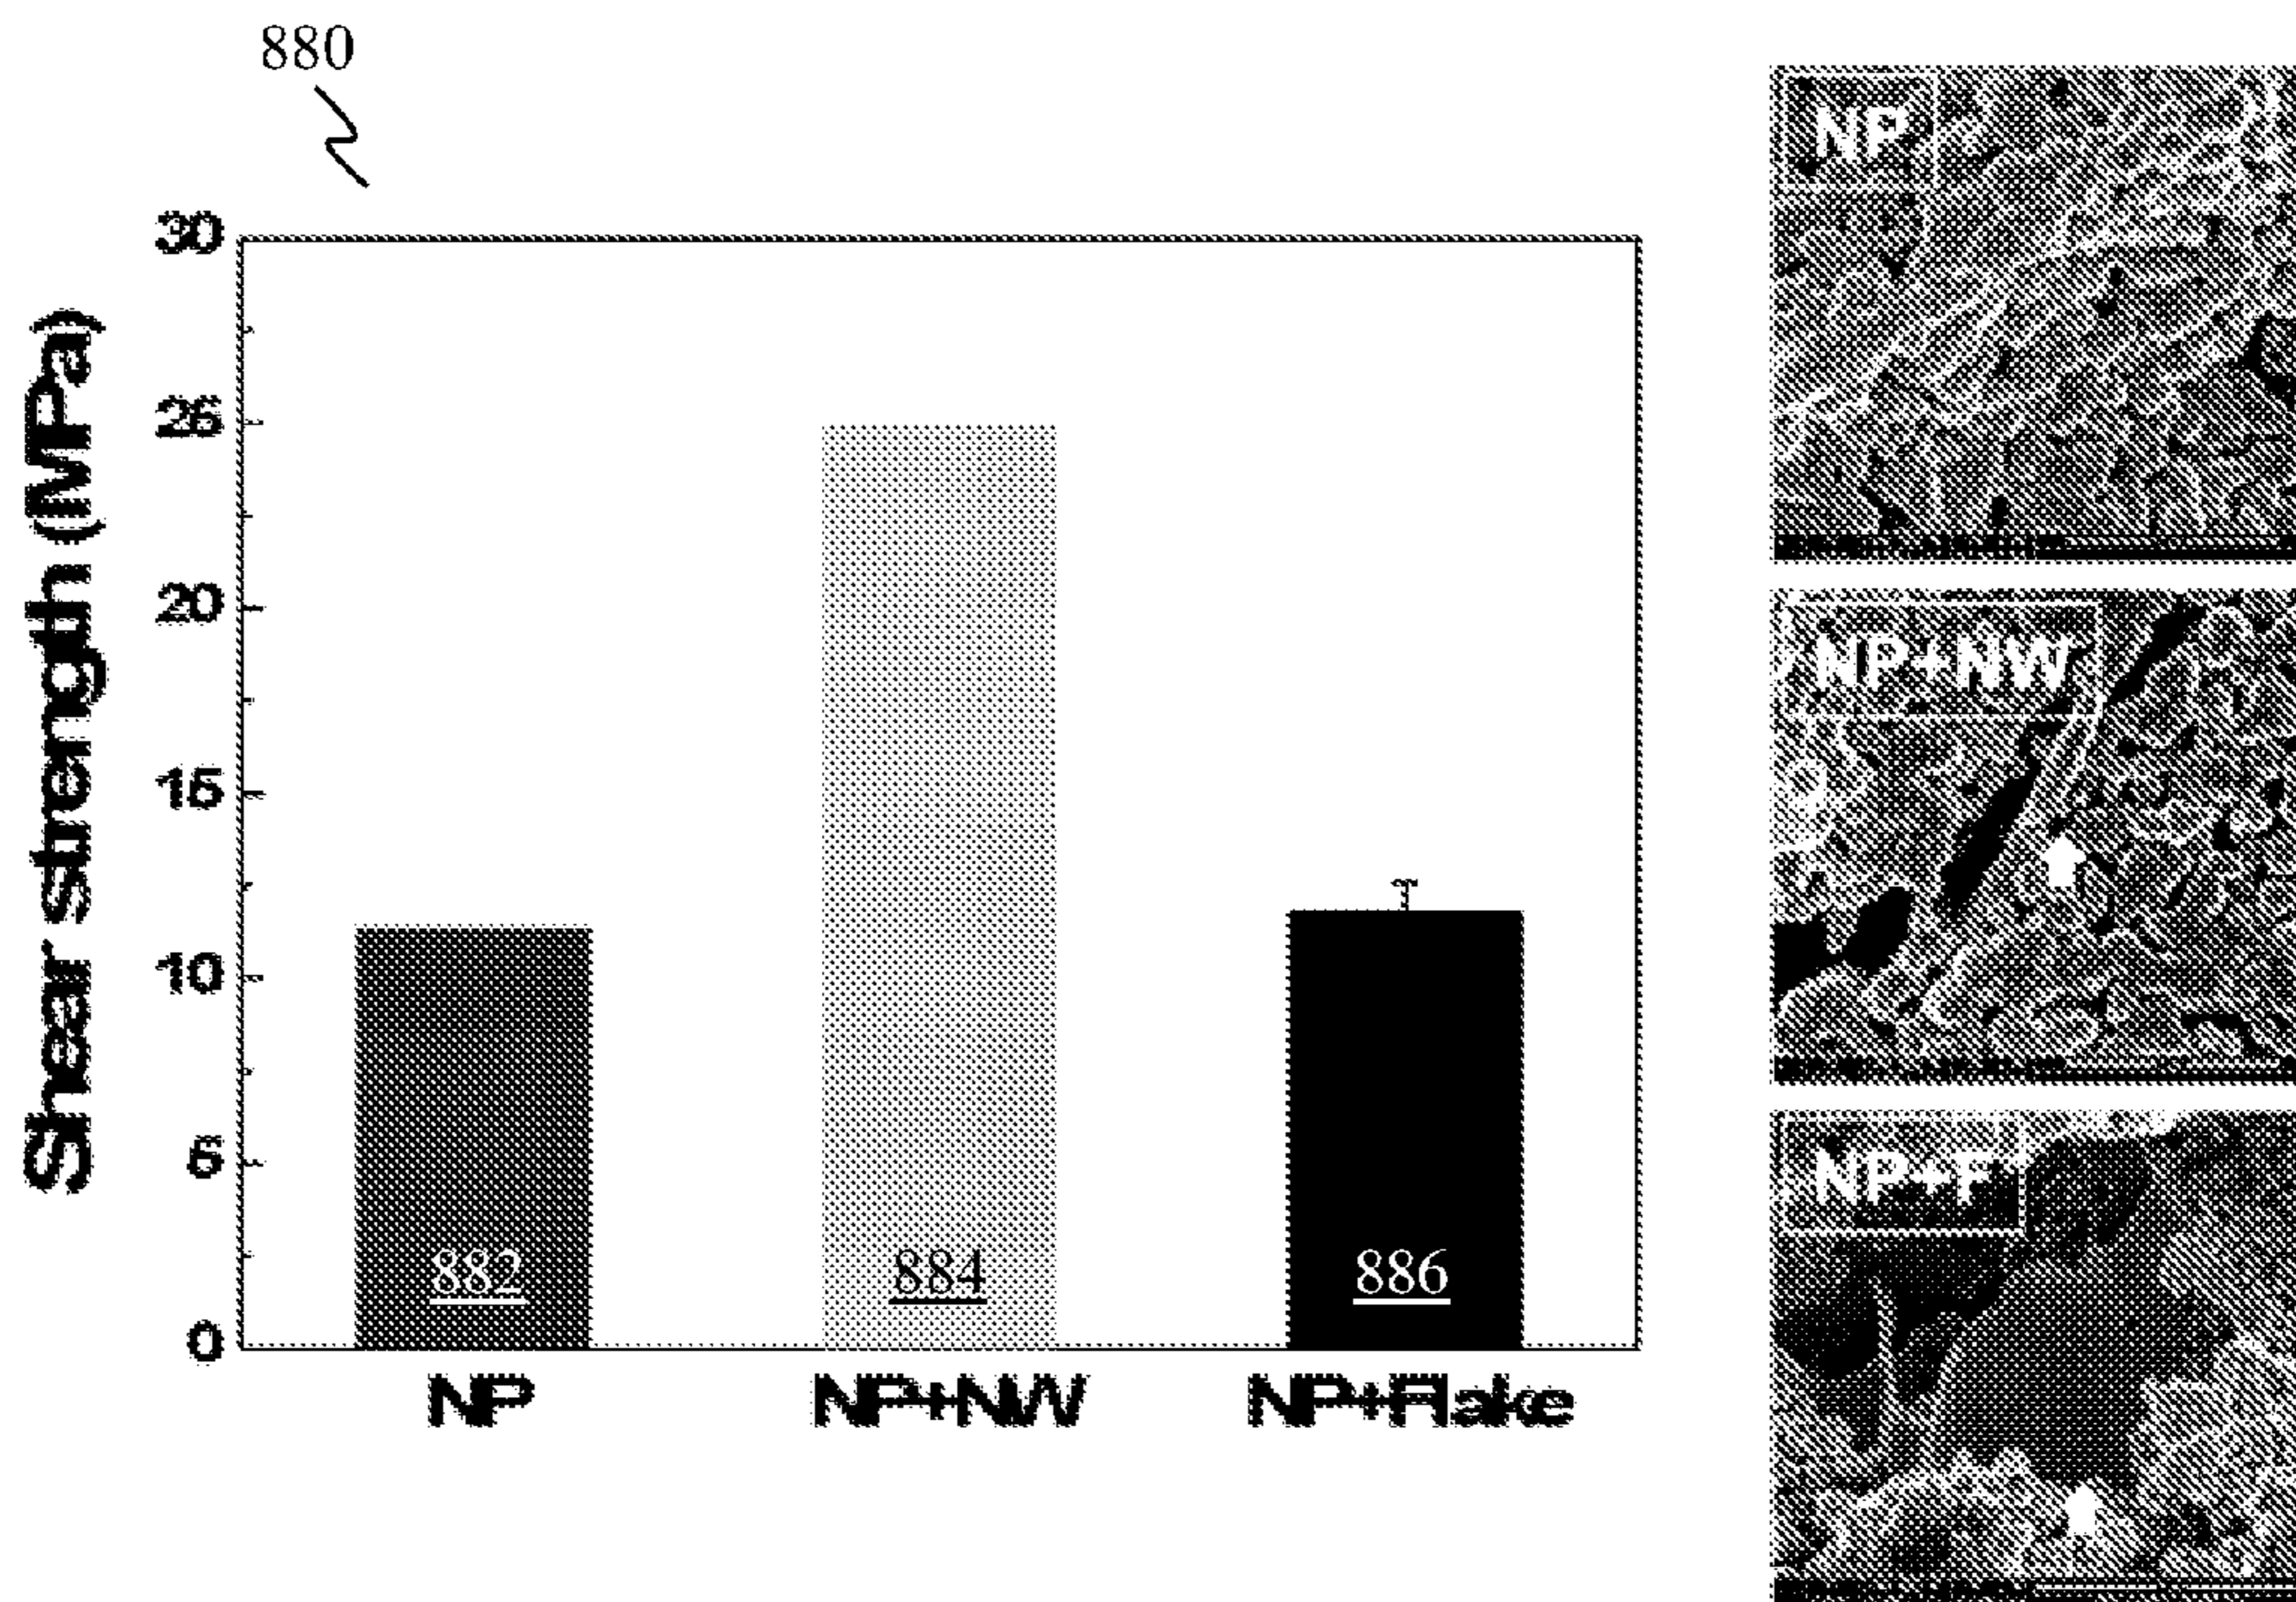 880
Shear strength (MPa)
30
25
20
15
10
5
0
882
884
886
NP
NP+NW
NP+Flake
NP
NP+NW
NP+F